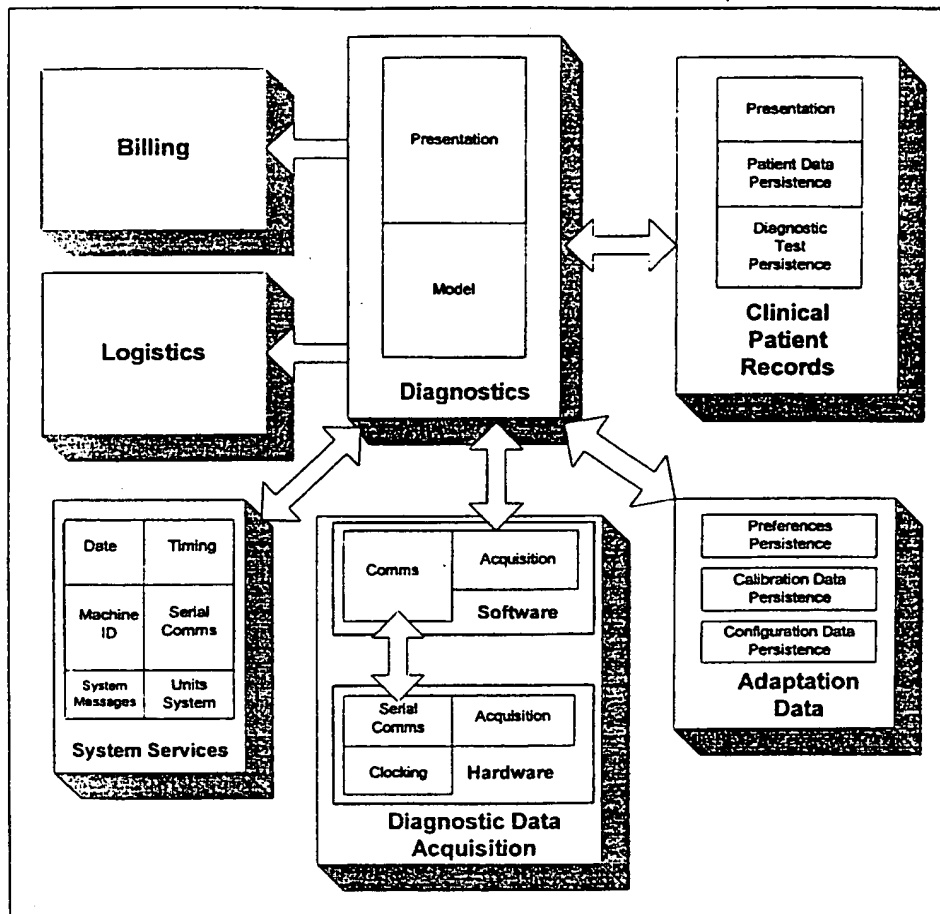 Billing
Logistics
Presentation
Model
Diagnostics
Presentation
Patient Data
Persistence
Diagnostic
Test
Persistence
Clinical
Patient
Records
Date
Timing
Machine
ID
Serial
Comms
System
Messages
Units
System
System Services
Comms
Acquisition
Software
Serial
Comms
Acquisition
Clocking
Hardware
Diagnostic Data
Acquisition
Preferences
Persistence
Calibration Data
Persistence
Configuration Data
Persistence
Adaptation
Data